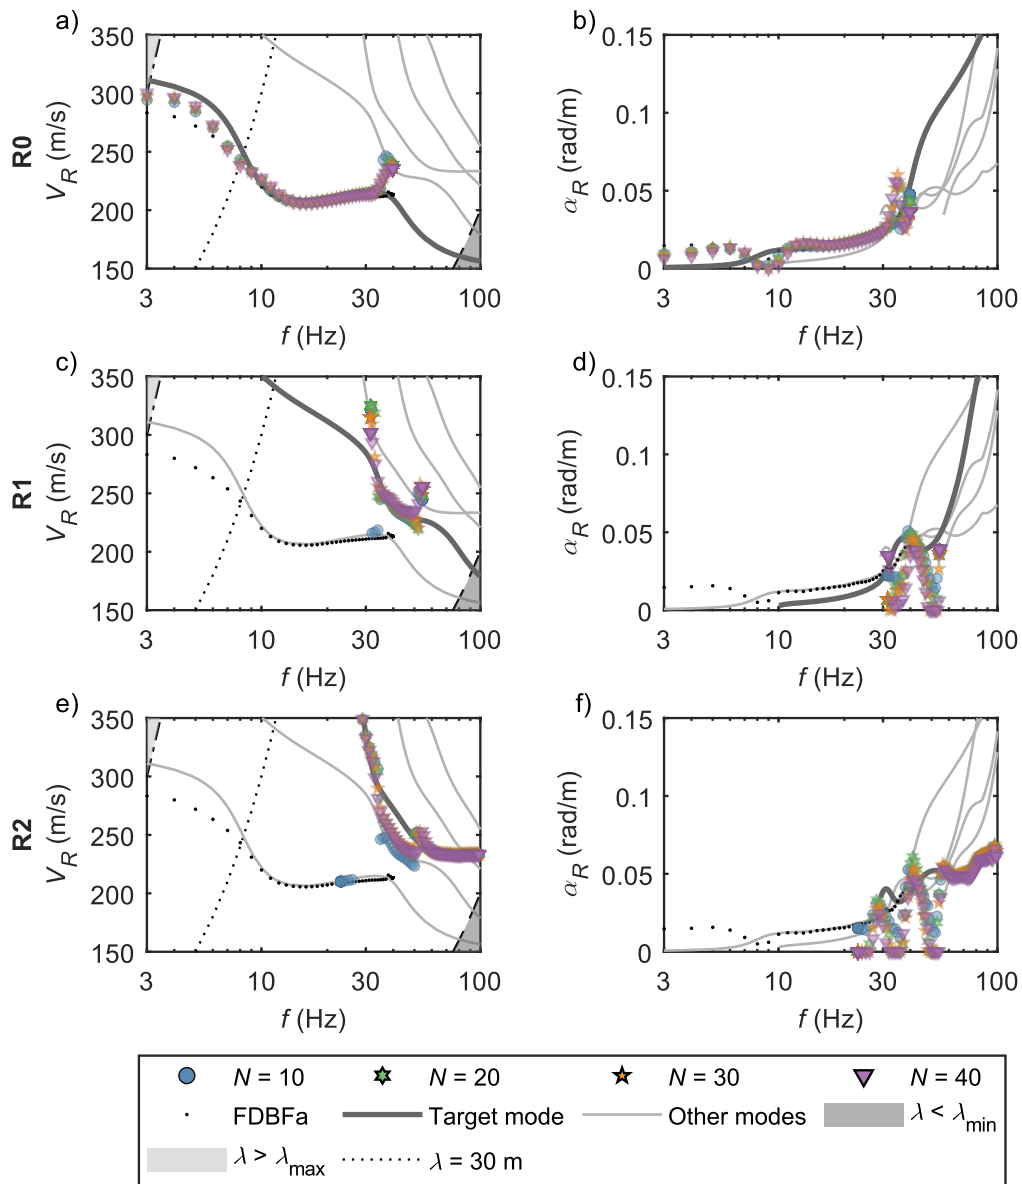 a)
350
300
250
200
150
R0
V_R (m/s)
3
10
30
100
f (Hz)
b)
0.15
0.1
0.05
0
α_R (rad/m)
3
10
30
100
f (Hz)
c)
350
300
250
200
150
R1
V_R (m/s)
3
10
30
100
f (Hz)
d)
0.15
0.1
0.05
0
α_R (rad/m)
3
10
30
100
f (Hz)
e)
350
300
250
200
150
R2
V_R (m/s)
3
10
30
100
f (Hz)
f)
0.15
0.1
0.05
0
α_R (rad/m)
3
10
30
100
f (Hz)
N = 10
N = 20
N = 30
N = 40
FDBFa
Target mode
Other modes
λ < λ_min
λ > λ_max
λ = 30 m